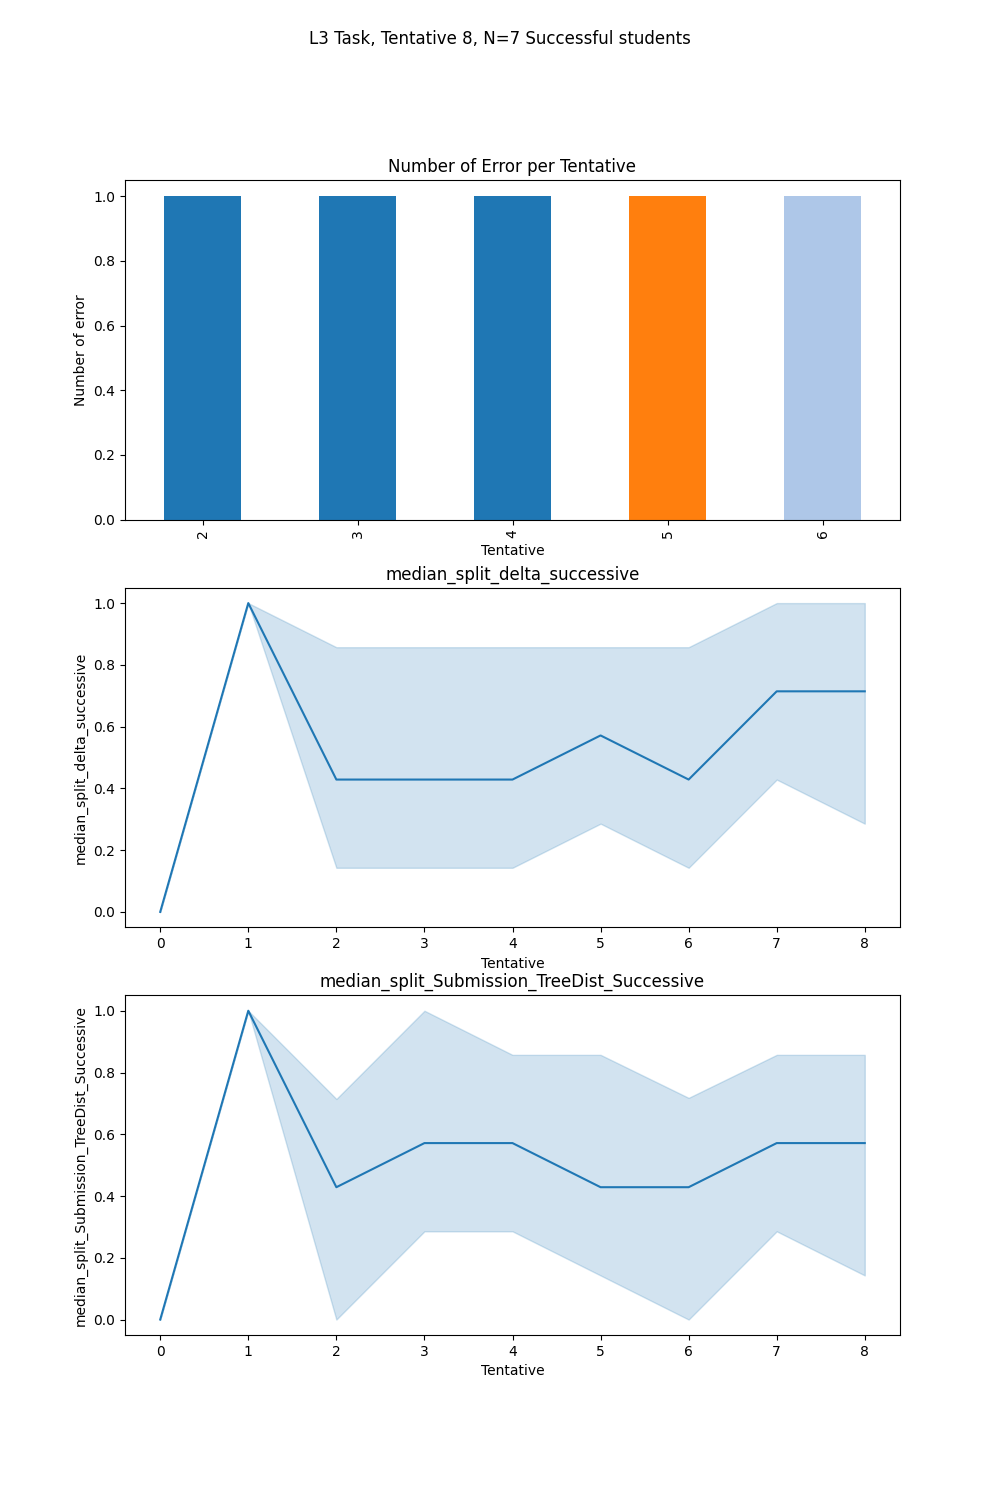 L3 Task, Tentative 8, N=7 Successful students
Number of Error per Tentative
Number of error
1.0
0.8
0.6
0.4
0.2
0.0
2 3 4 5 6
Tentative
median_split_delta_successive
median_split_delta_successive
1.0
0.8
0.6
0.4
0.2
0.0
0 1 2 3 4 5 6 7 8
Tentative
median_split_Submission_TreeDist_Successive
median_split_Submission_TreeDist_Successive
1.0
0.8
0.6
0.4
0.2
0.0
0 1 2 3 4 5 6 7 8
Tentative